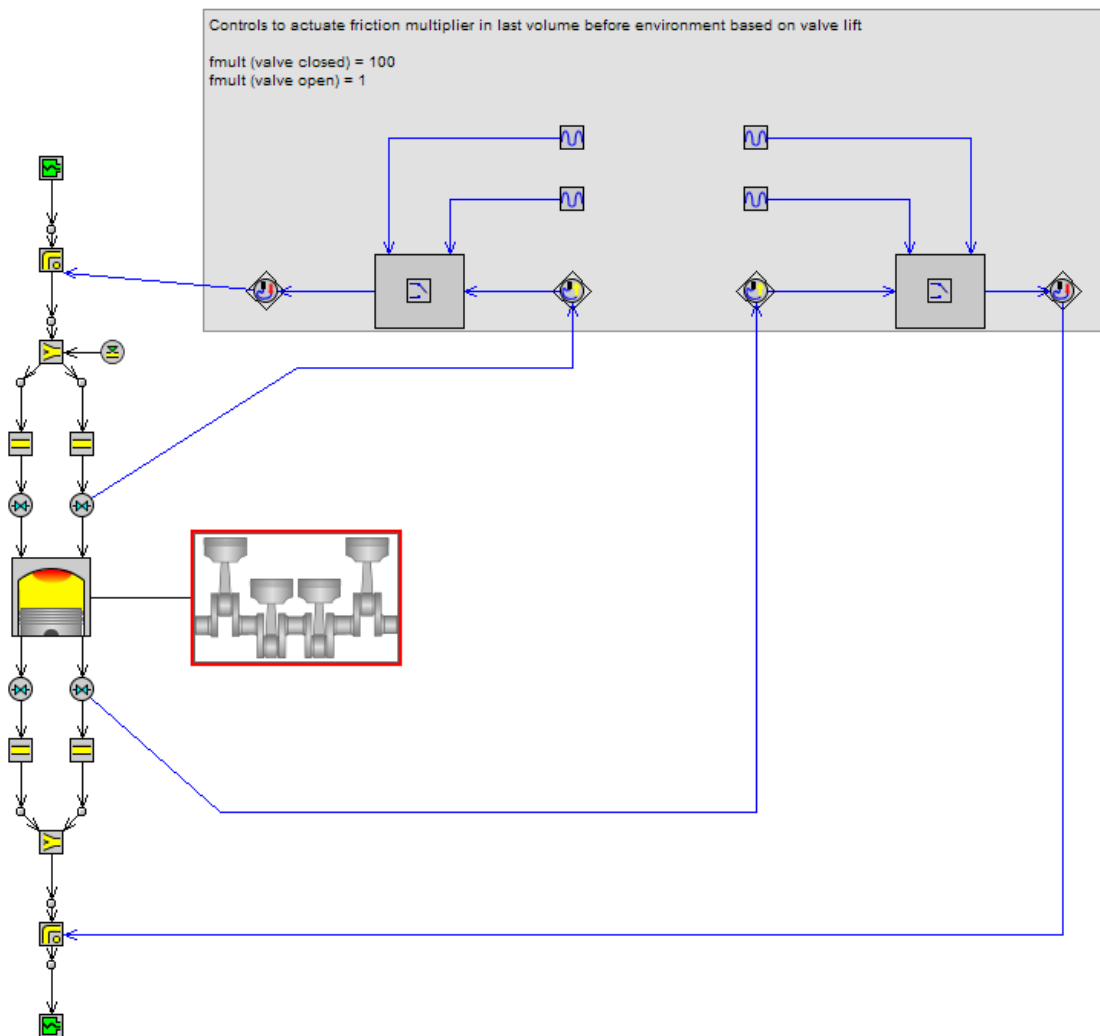 Controls to actuate friction multiplier in last volume before environment based on valve lift
fmult (valve closed) = 100
fmult (valve open) = 1